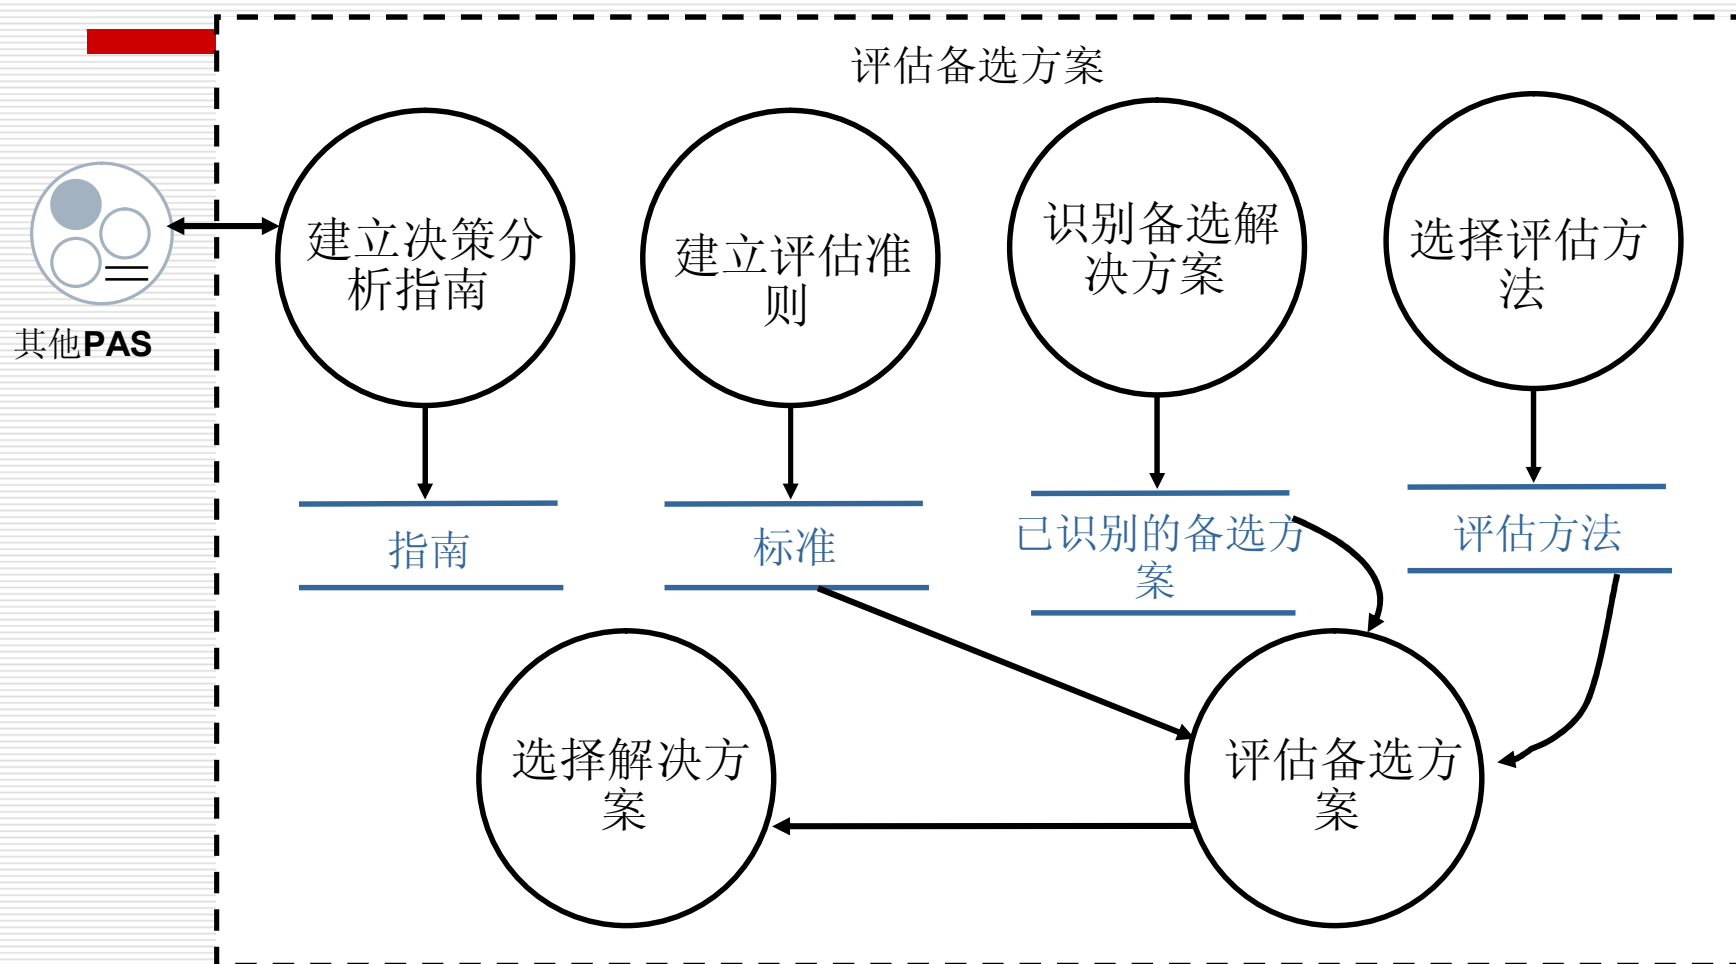 评估备选方案
建立决策分
析指南
建立评估准
则
识别备选解
决方案
选择评估方
法
其他PAS
指南
标准
已识别的备选方
案
评估方法
选择解决方
案
评估备选方
案